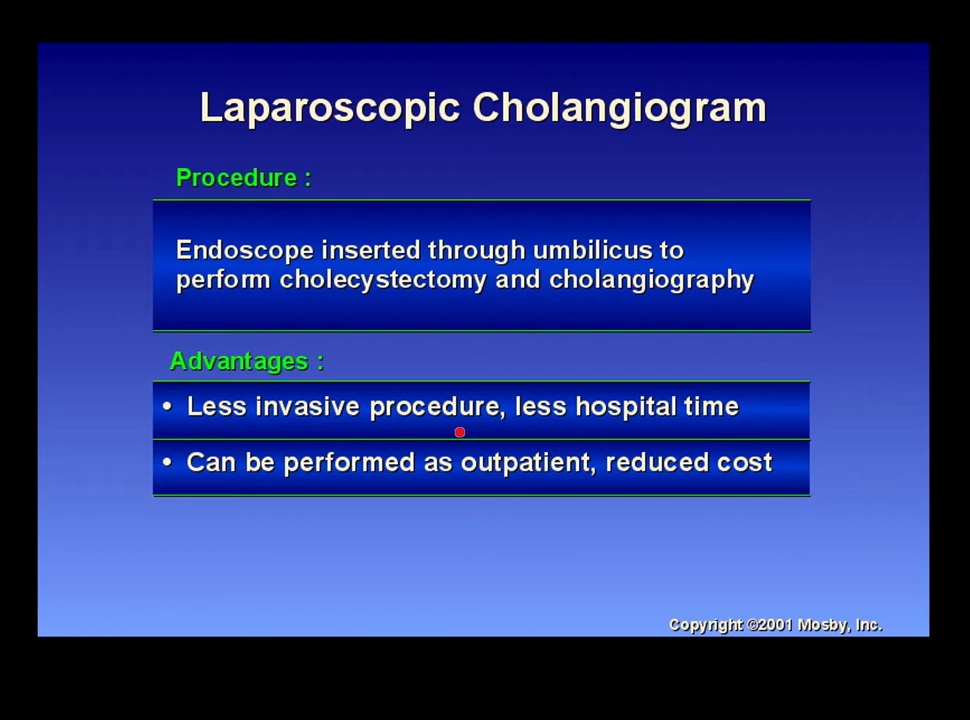 Laparoscopic Cholangiogram
Procedure :
Endoscope inserted through umbilicus to
perform cholecystectomy and cholangiography
Advantages :
• Less invasive procedure, less hospital time
• Can be performed as outpatient, reduced cost
Copyright ©2001 Mosby, Inc.